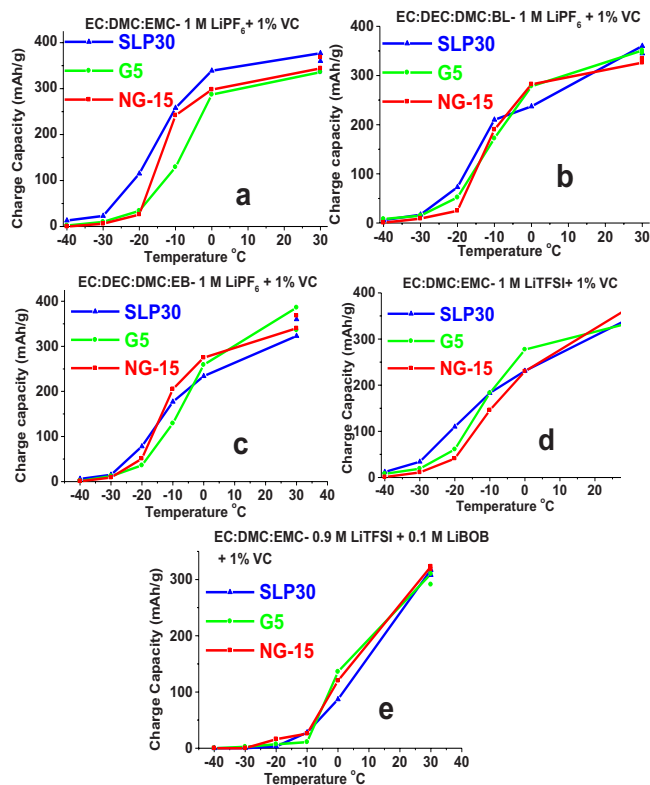 EC:DMC:EMC- 1 M LiPF6+ 1% VC
400
350
300
200
100
0
Charge Capacity (mAh/g)
SLP30
G5
NG-15
a
-40 -30 -20 -10 0 10 20 30
Temperature °C
EC:DEC:DMC:BL- 1 M LiPF6 + 1% VC
400
300
200
100
0
Charge Capacity (mAh/g)
SLP30
G5
NG-15
b
-40 -30 -20 -10 0 10 20 30
Temperature °C
EC:DEC:DMC:EB- 1 M LiPF6 + 1% VC
400
300
200
100
0
Charge capacity (mAh/g)
SLP30
G5
NG-15
c
-50 -40 -30 -20 -10 0 10 20 30 40
Temperature °C
EC:DMC:EMC- 1 M LiTFSI+ 1% VC
400
300
200
100
0
Charge capacity (mAh/g)
SLP30
G5
NG-15
d
-40 -30 -20 -10 0 10 20
Temperature °C
EC:DMC:EMC- 0.9 M LiTFSI + 0.1 M LiBOB
+ 1% VC
300
200
100
0
Charge Capacity (mAh/g)
SLP30
G5
NG-15
e
-50 -40 -30 -20 -10 0 10 20 30 40
Temperature °C